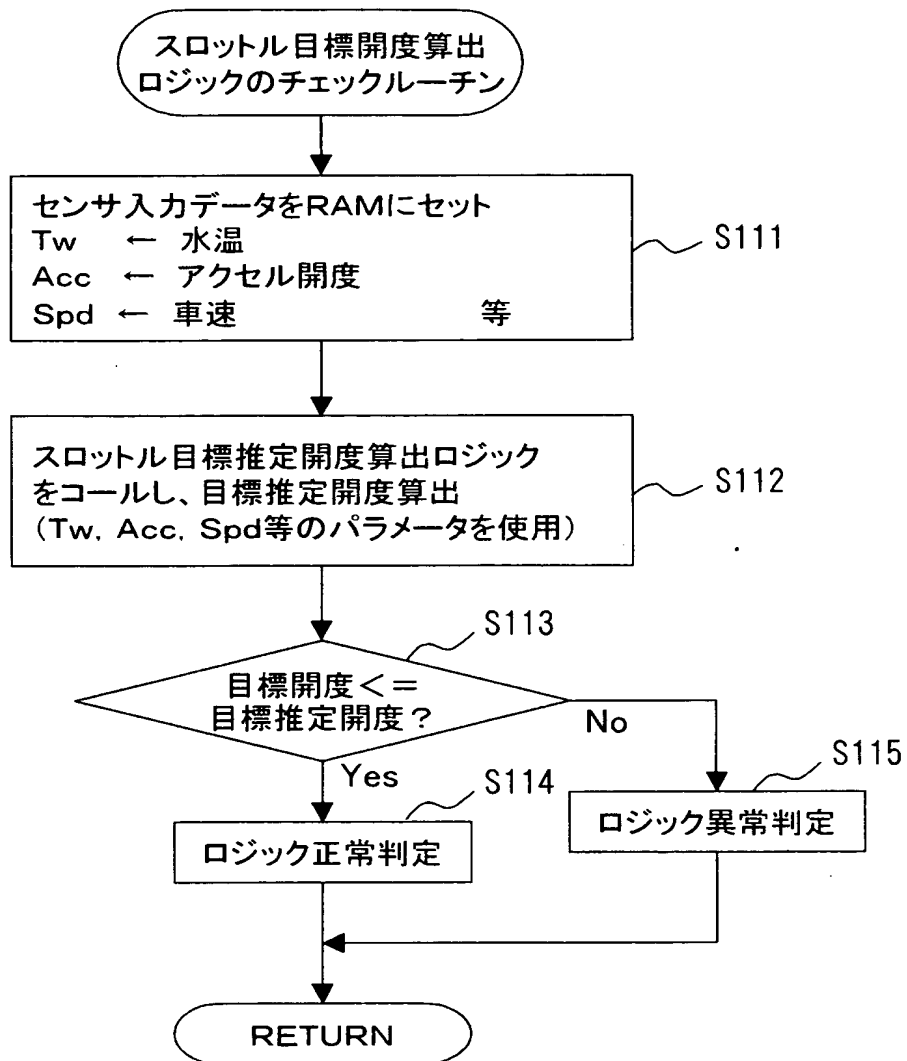 スロットル目標開度算出
ロジックのチェックルーチン
センサ入力データをRAMにセット
Tw ← 水温
Acc ← アクセル開度
Spd ← 車速 等
S111
スロットル目標推定開度算出ロジック
をコールし、目標推定開度算出
（Tw, Acc, Spd等のパラメータを使用）
S112
S113
目標開度＜＝
目標推定開度？
No
Yes
S114
S115
ロジック正常判定
ロジック異常判定
RETURN